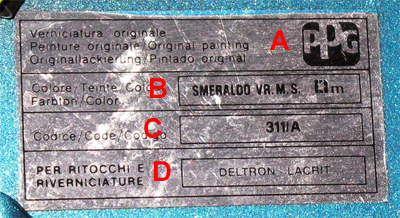 Verniciatura originale
Peinture originale/Original painting
Originallackierung/Pintado original
A PPG
Colore/Teinte/Color
Farbton/Color
B SMERALDO VR. M. S.
Codice/Code/Codigo
C 311/A
PER RITOCCHI E
RIVERNICIATURE
D DELTRON - LACRIT